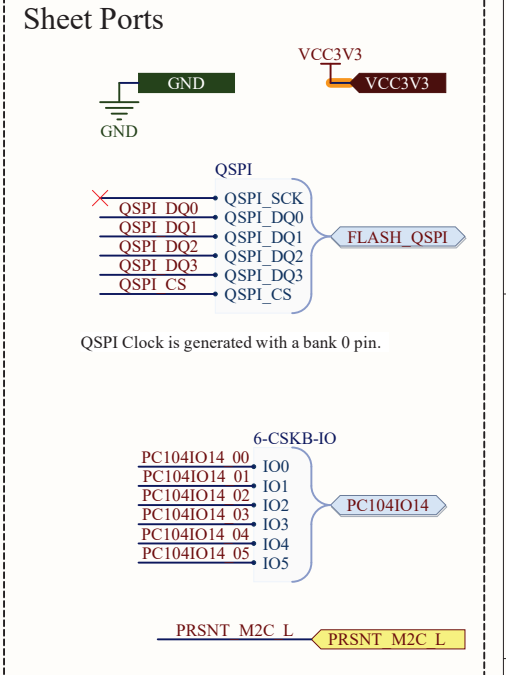 Sheet Ports
VCC3V3
GND
VCC3V3
GND
QSPI
QSPI_SCK
QSPI_DQ0
QSPI_DQ0
QSPI_DQ1
QSPI_DQ1
FLASH_QSPI
QSPI_DQ2
QSPI_DQ2
QSPI_DQ3
QSPI_DQ3
QSPI_CS
QSPI_CS
QSPI Clock is generated with a bank 0 pin.
6-CSKB-IO
PC104IO14_00
IO0
PC104IO14_01
IO1
PC104IO14_02
IO2
PC104IO14
PC104IO14_03
IO3
PC104IO14_04
IO4
PC104IO14_05
IO5
PRSNT_M2C_L
PRSNT_M2C_L